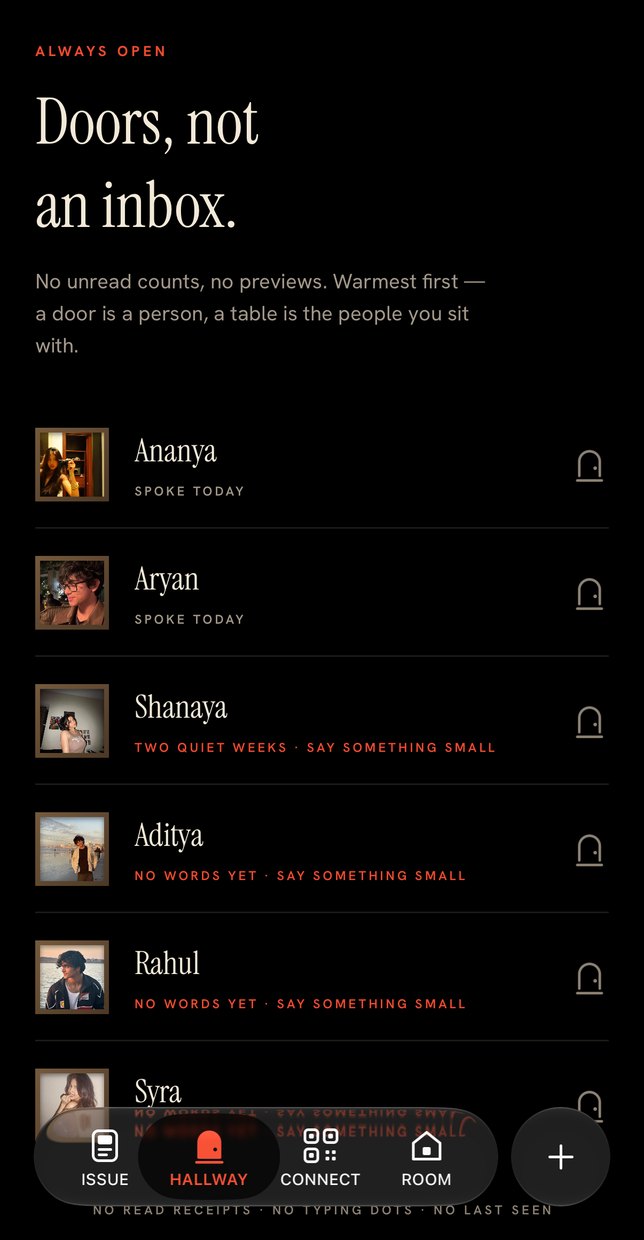 ALWAYS OPEN
Doors, not
an inbox.
No unread counts, no previews. Warmest first —
a door is a person, a table is the people you sit
with.
Ananya
SPOKE TODAY
Aryan
SPOKE TODAY
Shanaya
TWO QUIET WEEKS · SAY SOMETHING SMALL
Aditya
NO WORDS YET · SAY SOMETHING SMALL
Rahul
NO WORDS YET · SAY SOMETHING SMALL
Syra
ISSUE
HALLWAY
CONNECT
ROOM
NO READ RECEIPTS · NO TYPING DOTS · NO LAST SEEN